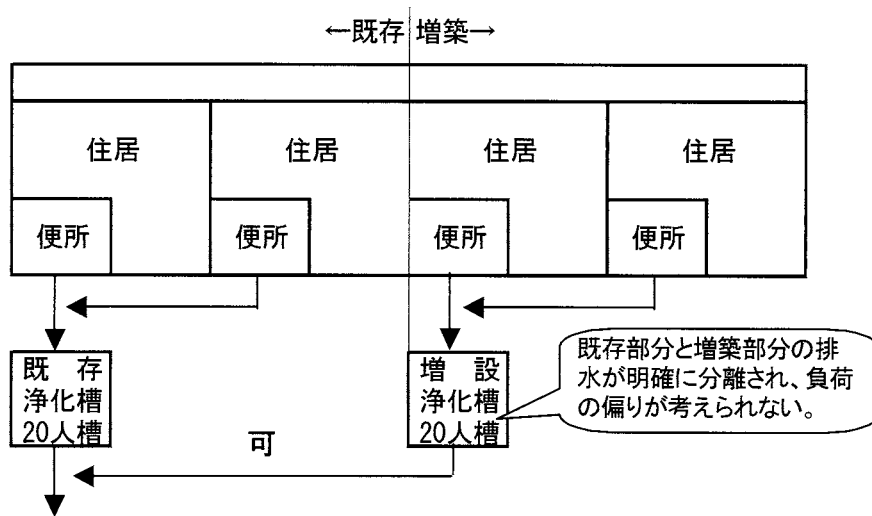 ←既存 増築→
住居 住居 住居 住居
便所 便所 便所 便所
既 存
浄化槽
20人槽
増 設
浄化槽
20人槽
既存部分と増築部分の排
水が明確に分離され、負荷
の偏りが考えられない。
可